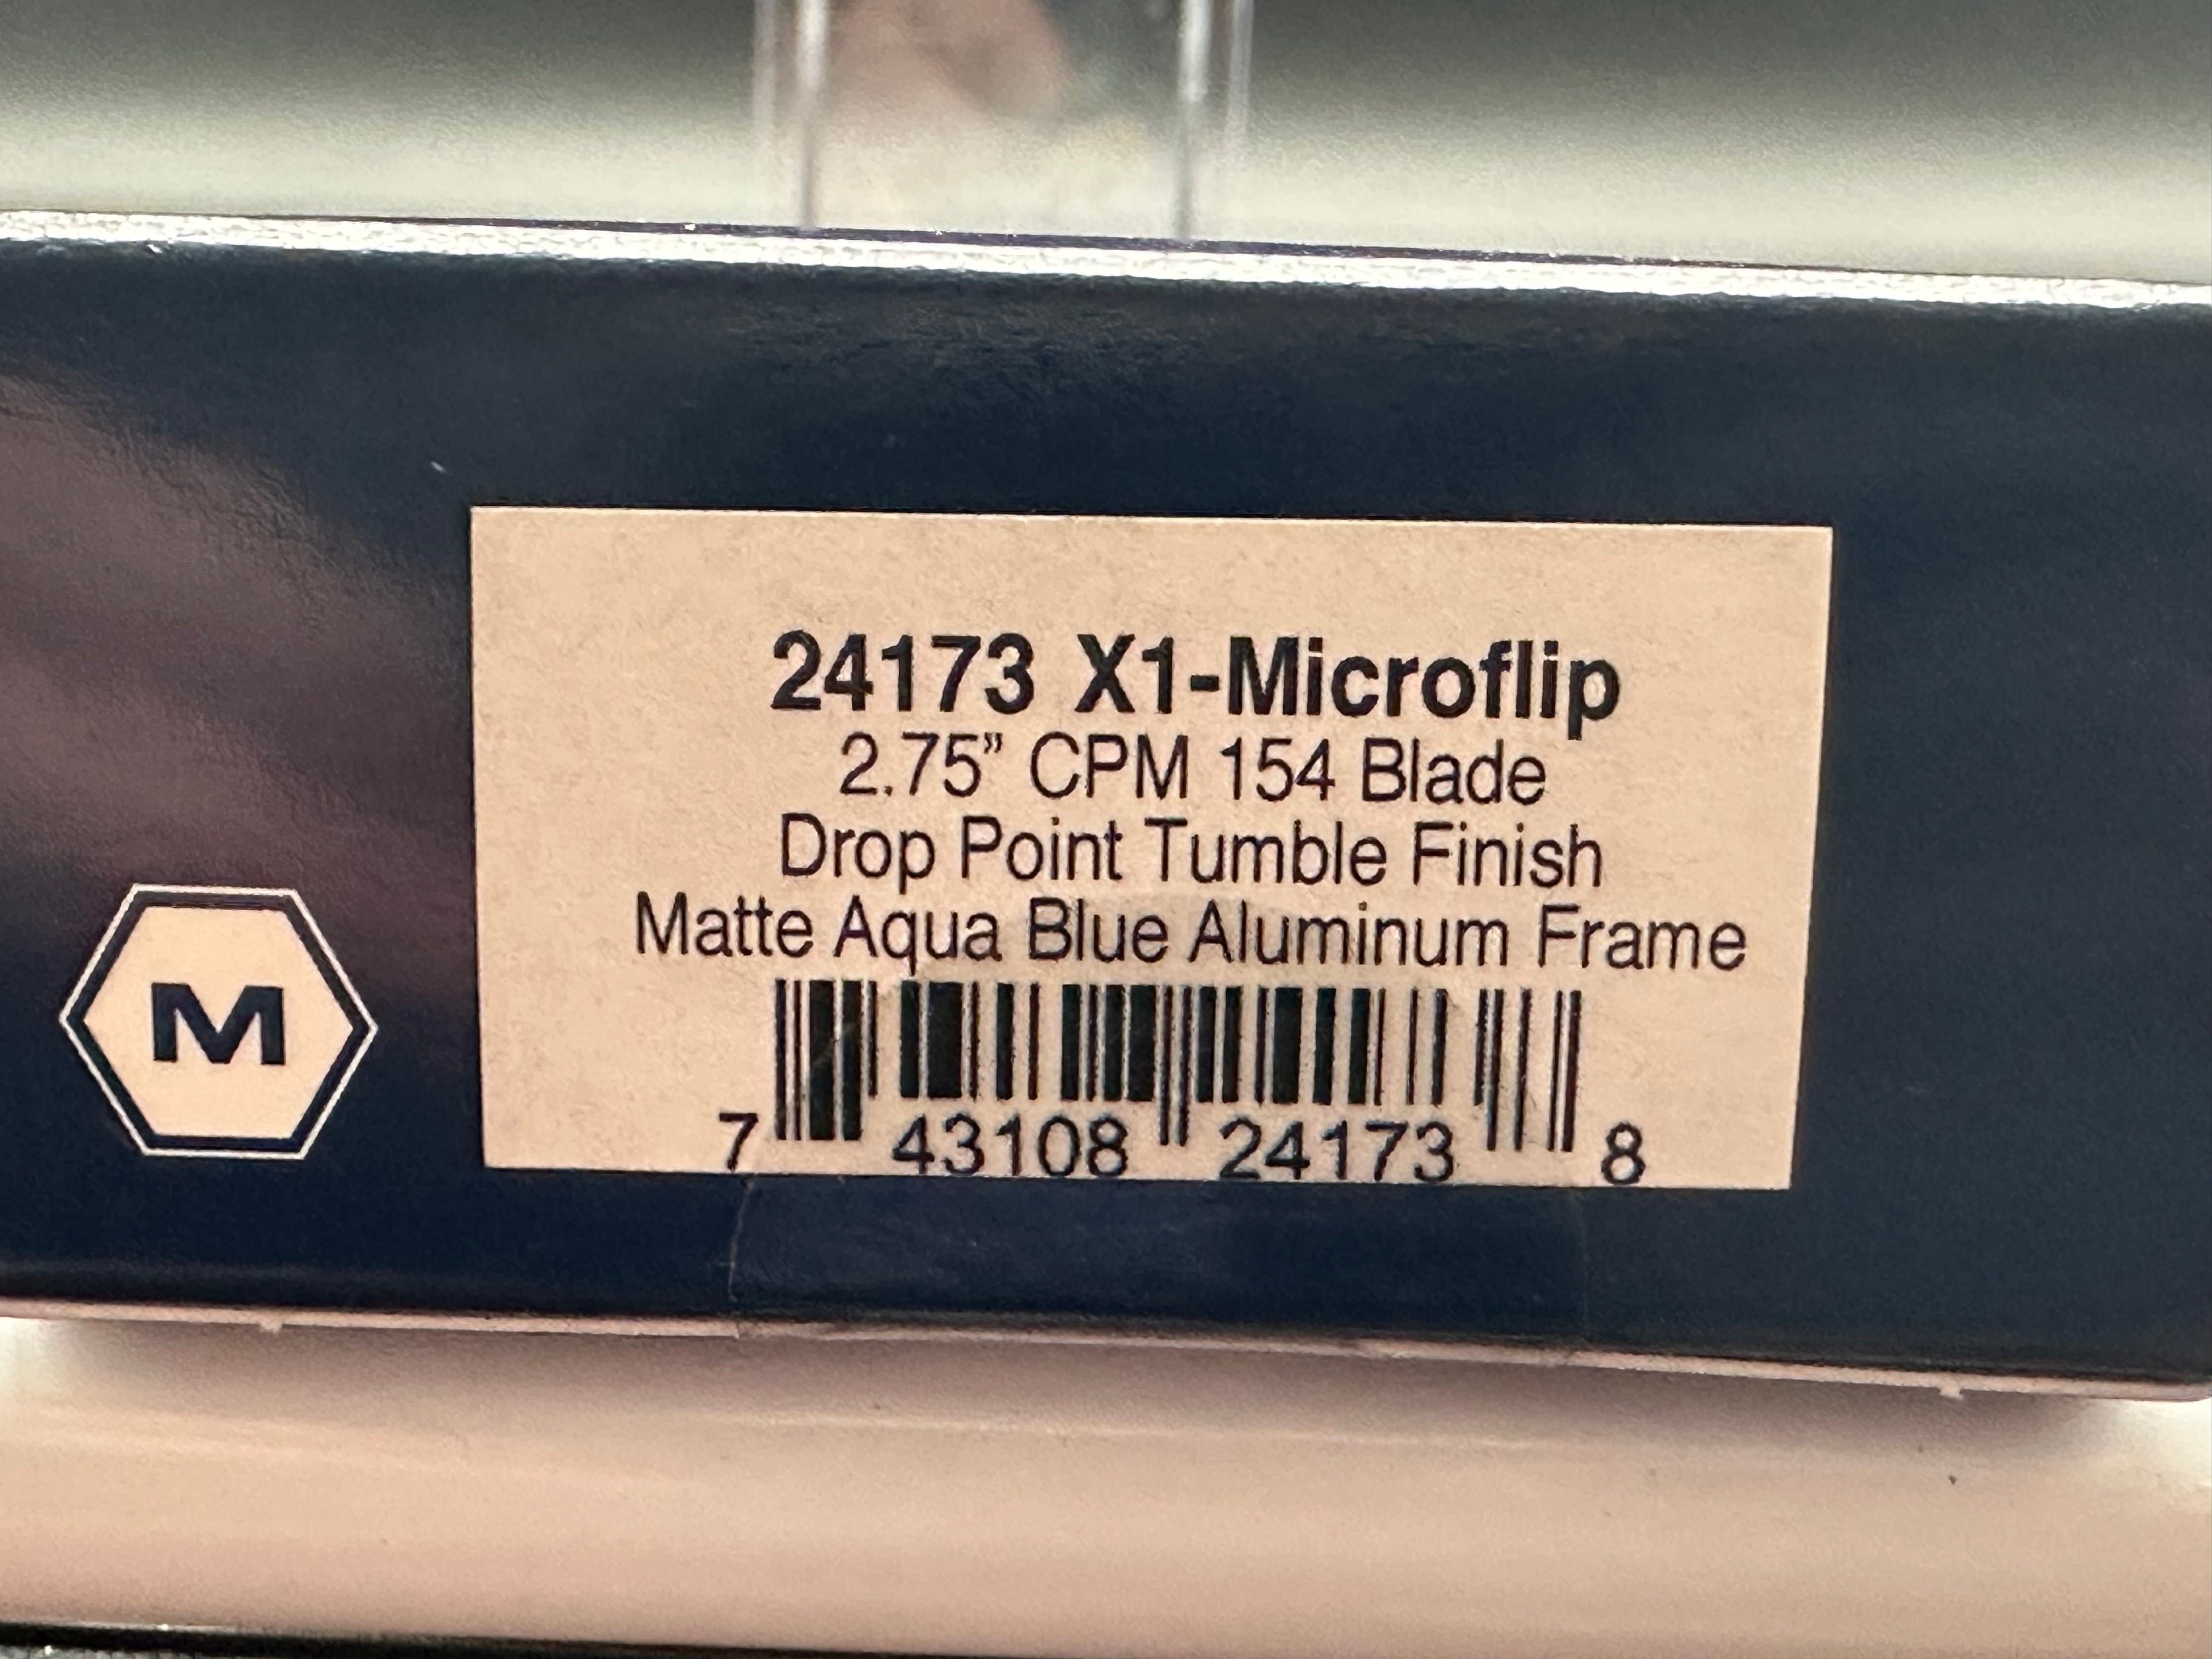 24173 X1-Microflip
2.75” CPM 154 Blade
Drop Point Tumble Finish
Matte Aqua Blue Aluminum Frame
7 43108 24173 8
M